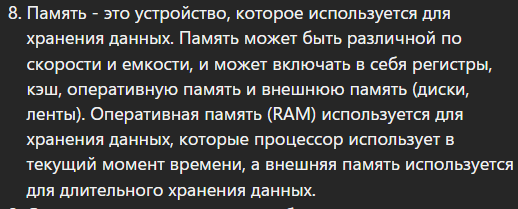 8. Память - это устройство, которое используется для
хранения данных. Память может быть различной по
скорости и емкости, и может включать в себя регистры,
кэш, оперативную память и внешнюю память (диски,
ленты). Оперативная память (RAM) используется для
хранения данных, которые процессор использует в
текущий момент времени, а внешняя память используется
для длительного хранения данных.